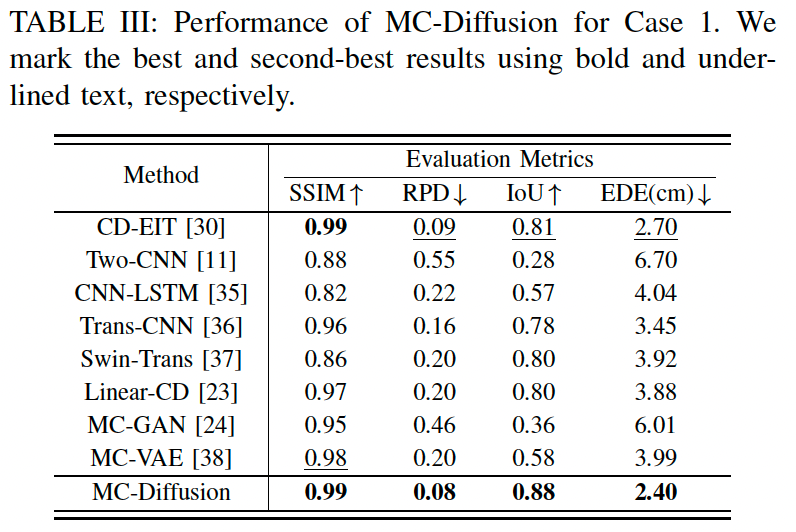 TABLE III: Performance of MC-Diffusion for Case 1. We
mark the best and second-best results using bold and under-
lined text, respectively.
Method
Evaluation Metrics
SSIM↑ RPD↓ IoU↑ EDE(cm)↓
CD-EIT [30] 0.99 0.09 0.81 2.70
Two-CNN [11] 0.88 0.55 0.28 6.70
CNN-LSTM [35] 0.82 0.22 0.57 4.04
Trans-CNN [36] 0.96 0.16 0.78 3.45
Swin-Trans [37] 0.86 0.20 0.80 3.92
Linear-CD [23] 0.97 0.20 0.80 3.88
MC-GAN [24] 0.95 0.46 0.36 6.01
MC-VAE [38] 0.98 0.20 0.58 3.99
MC-Diffusion 0.99 0.08 0.88 2.40